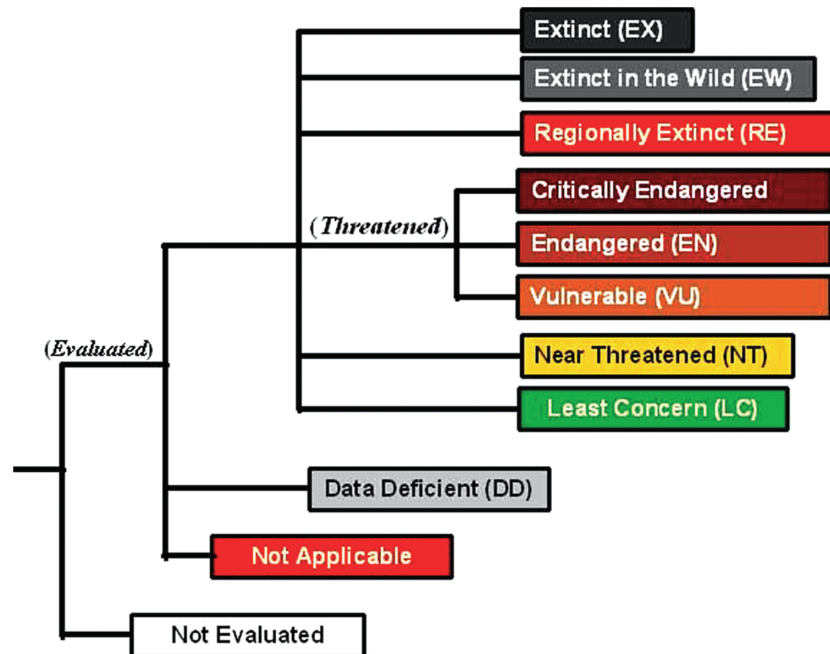 Extinct (EX)
Extinct in the Wild (EW)
Regionally Extinct (RE)
Critically Endangered
(Threatened)
Endangered (EN)
Vulnerable (VU)
(Evaluated)
Near Threatened (NT)
Least Concern (LC)
Data Deficient (DD)
Not Applicable
Not Evaluated